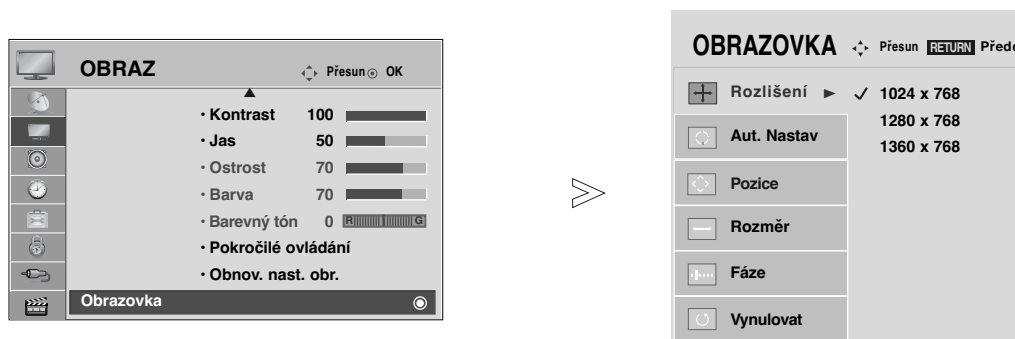 OBRAZ
Přesun OK
• Kontrast 100
• Jas 50
• Ostrost 70
• Barva 70
• Barevný tón 0 R G
• Pokročilé ovládání
• Obnov. nast. obr.
Obrazovka
OBRAZOVKA
Přesun RETURN Předc
Rozlišení ► ✓ 1024 x 768
1280 x 768
1360 x 768
Aut. Nastav
Pozice
Rozměr
Fáze
Vynulovat